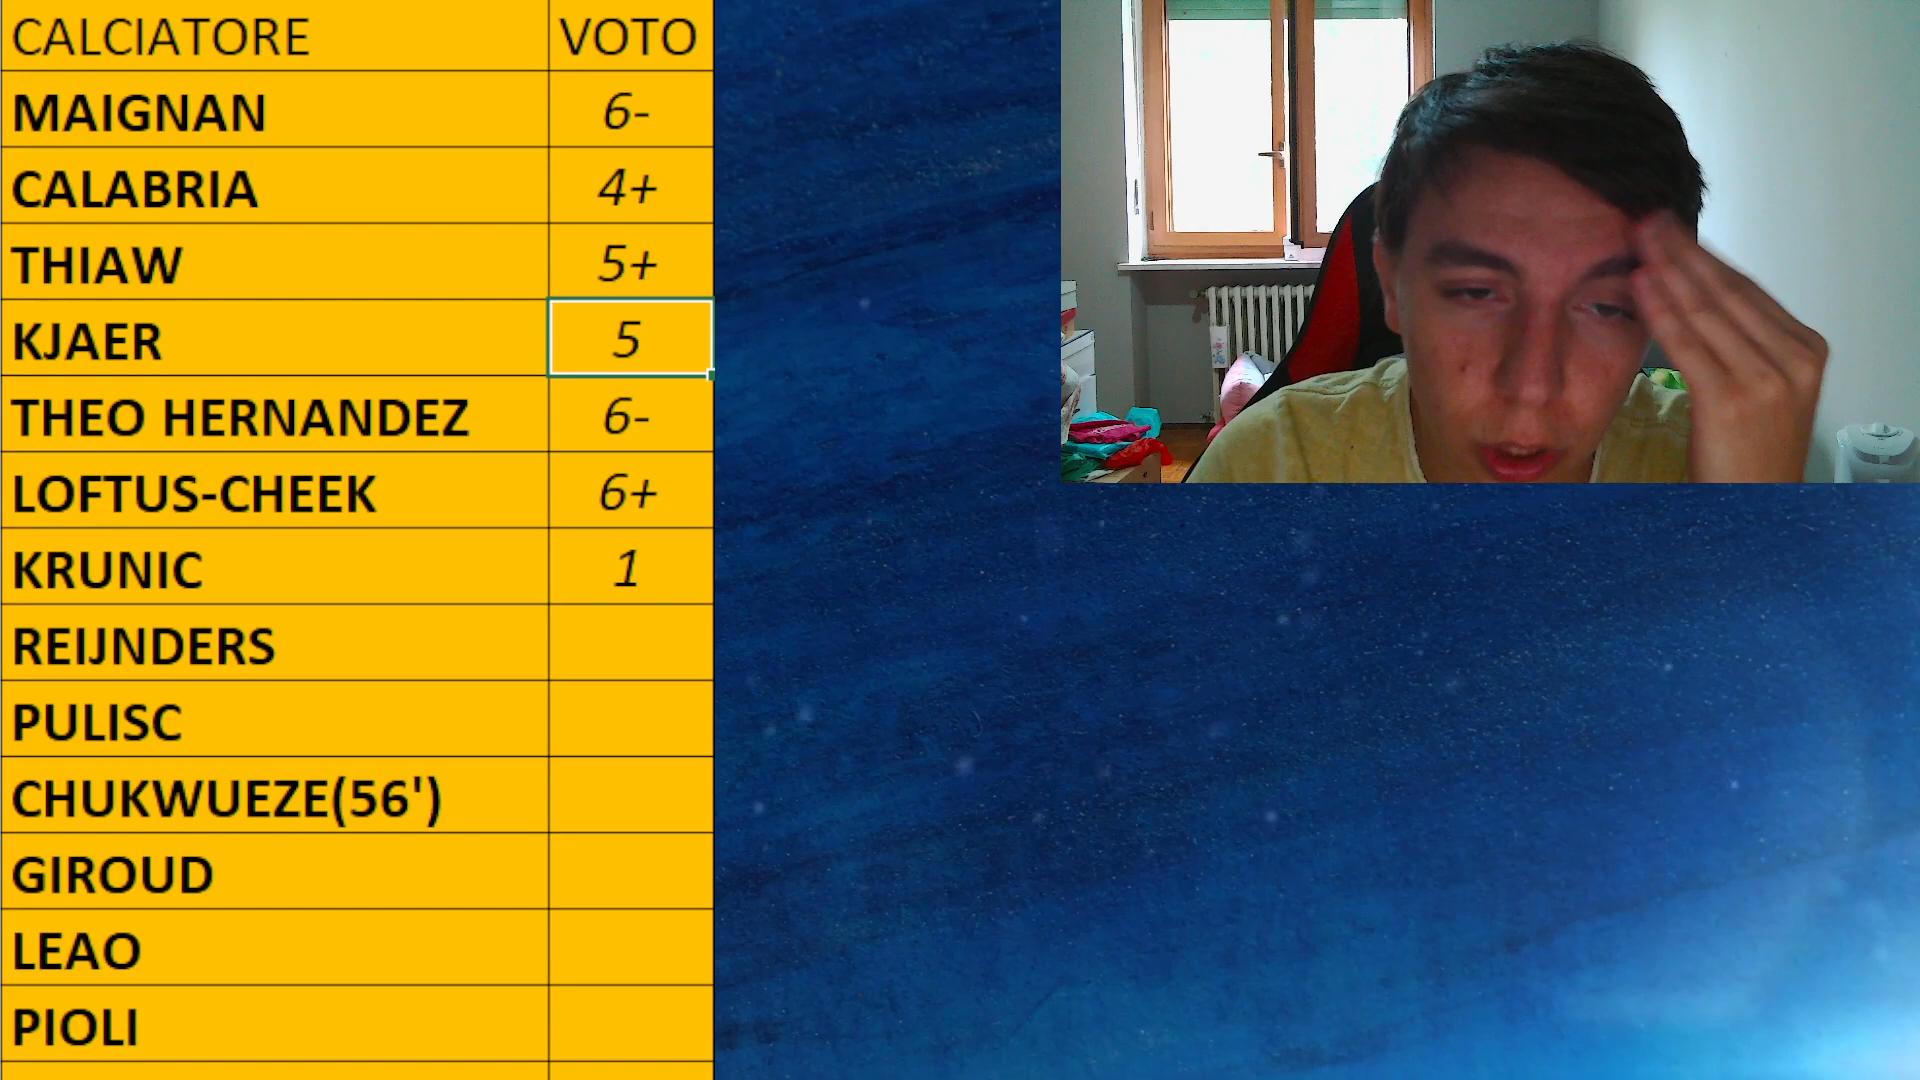 CALCIATORE VOTO
MAIGNAN 6-
CALABRIA 4+
THIAW 5+
KJAER 5
THEO HERNANDEZ 6-
LOFTUS-CHEEK 6+
KRUNIC 1
REIJNDERS
PULISC
CHUKWUEZE(56')
GIROUD
LEAO
PIOLI